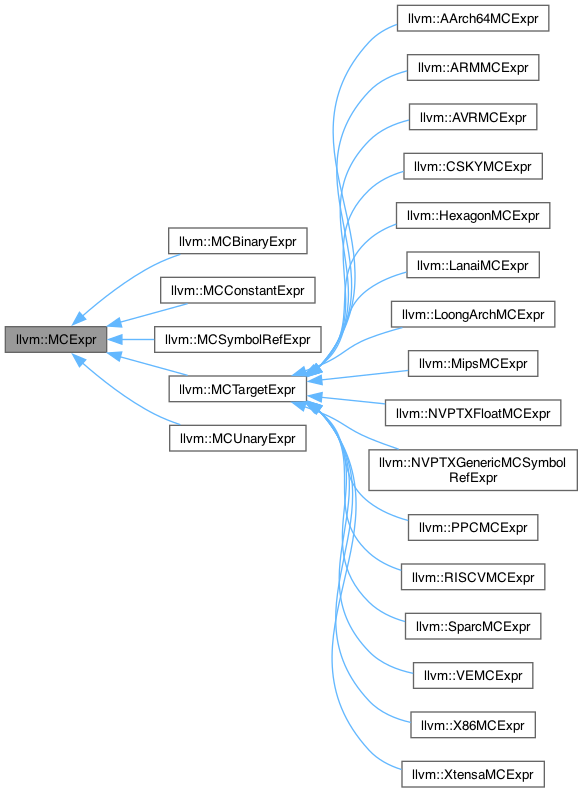 llvm::AArch64MCExpr
llvm::ARMMCExpr
llvm::AVRMCExpr
llvm::CSKYMCExpr
llvm::HexagonMCExpr
llvm::MCBinaryExpr
llvm::LanaiMCExpr
llvm::MCConstantExpr
llvm::LoongArchMCExpr
llvm::MCExpr
llvm::MCSymbolRefExpr
llvm::MipsMCExpr
llvm::MCTargetExpr
llvm::NVPTXFloatMCExpr
llvm::MCUnaryExpr
llvm::NVPTXGenericMCSymbol
RefExpr
llvm::PPCMCExpr
llvm::RISCVMCExpr
llvm::SparcMCExpr
llvm::VEMCExpr
llvm::X86MCExpr
llvm::XtensaMCExpr